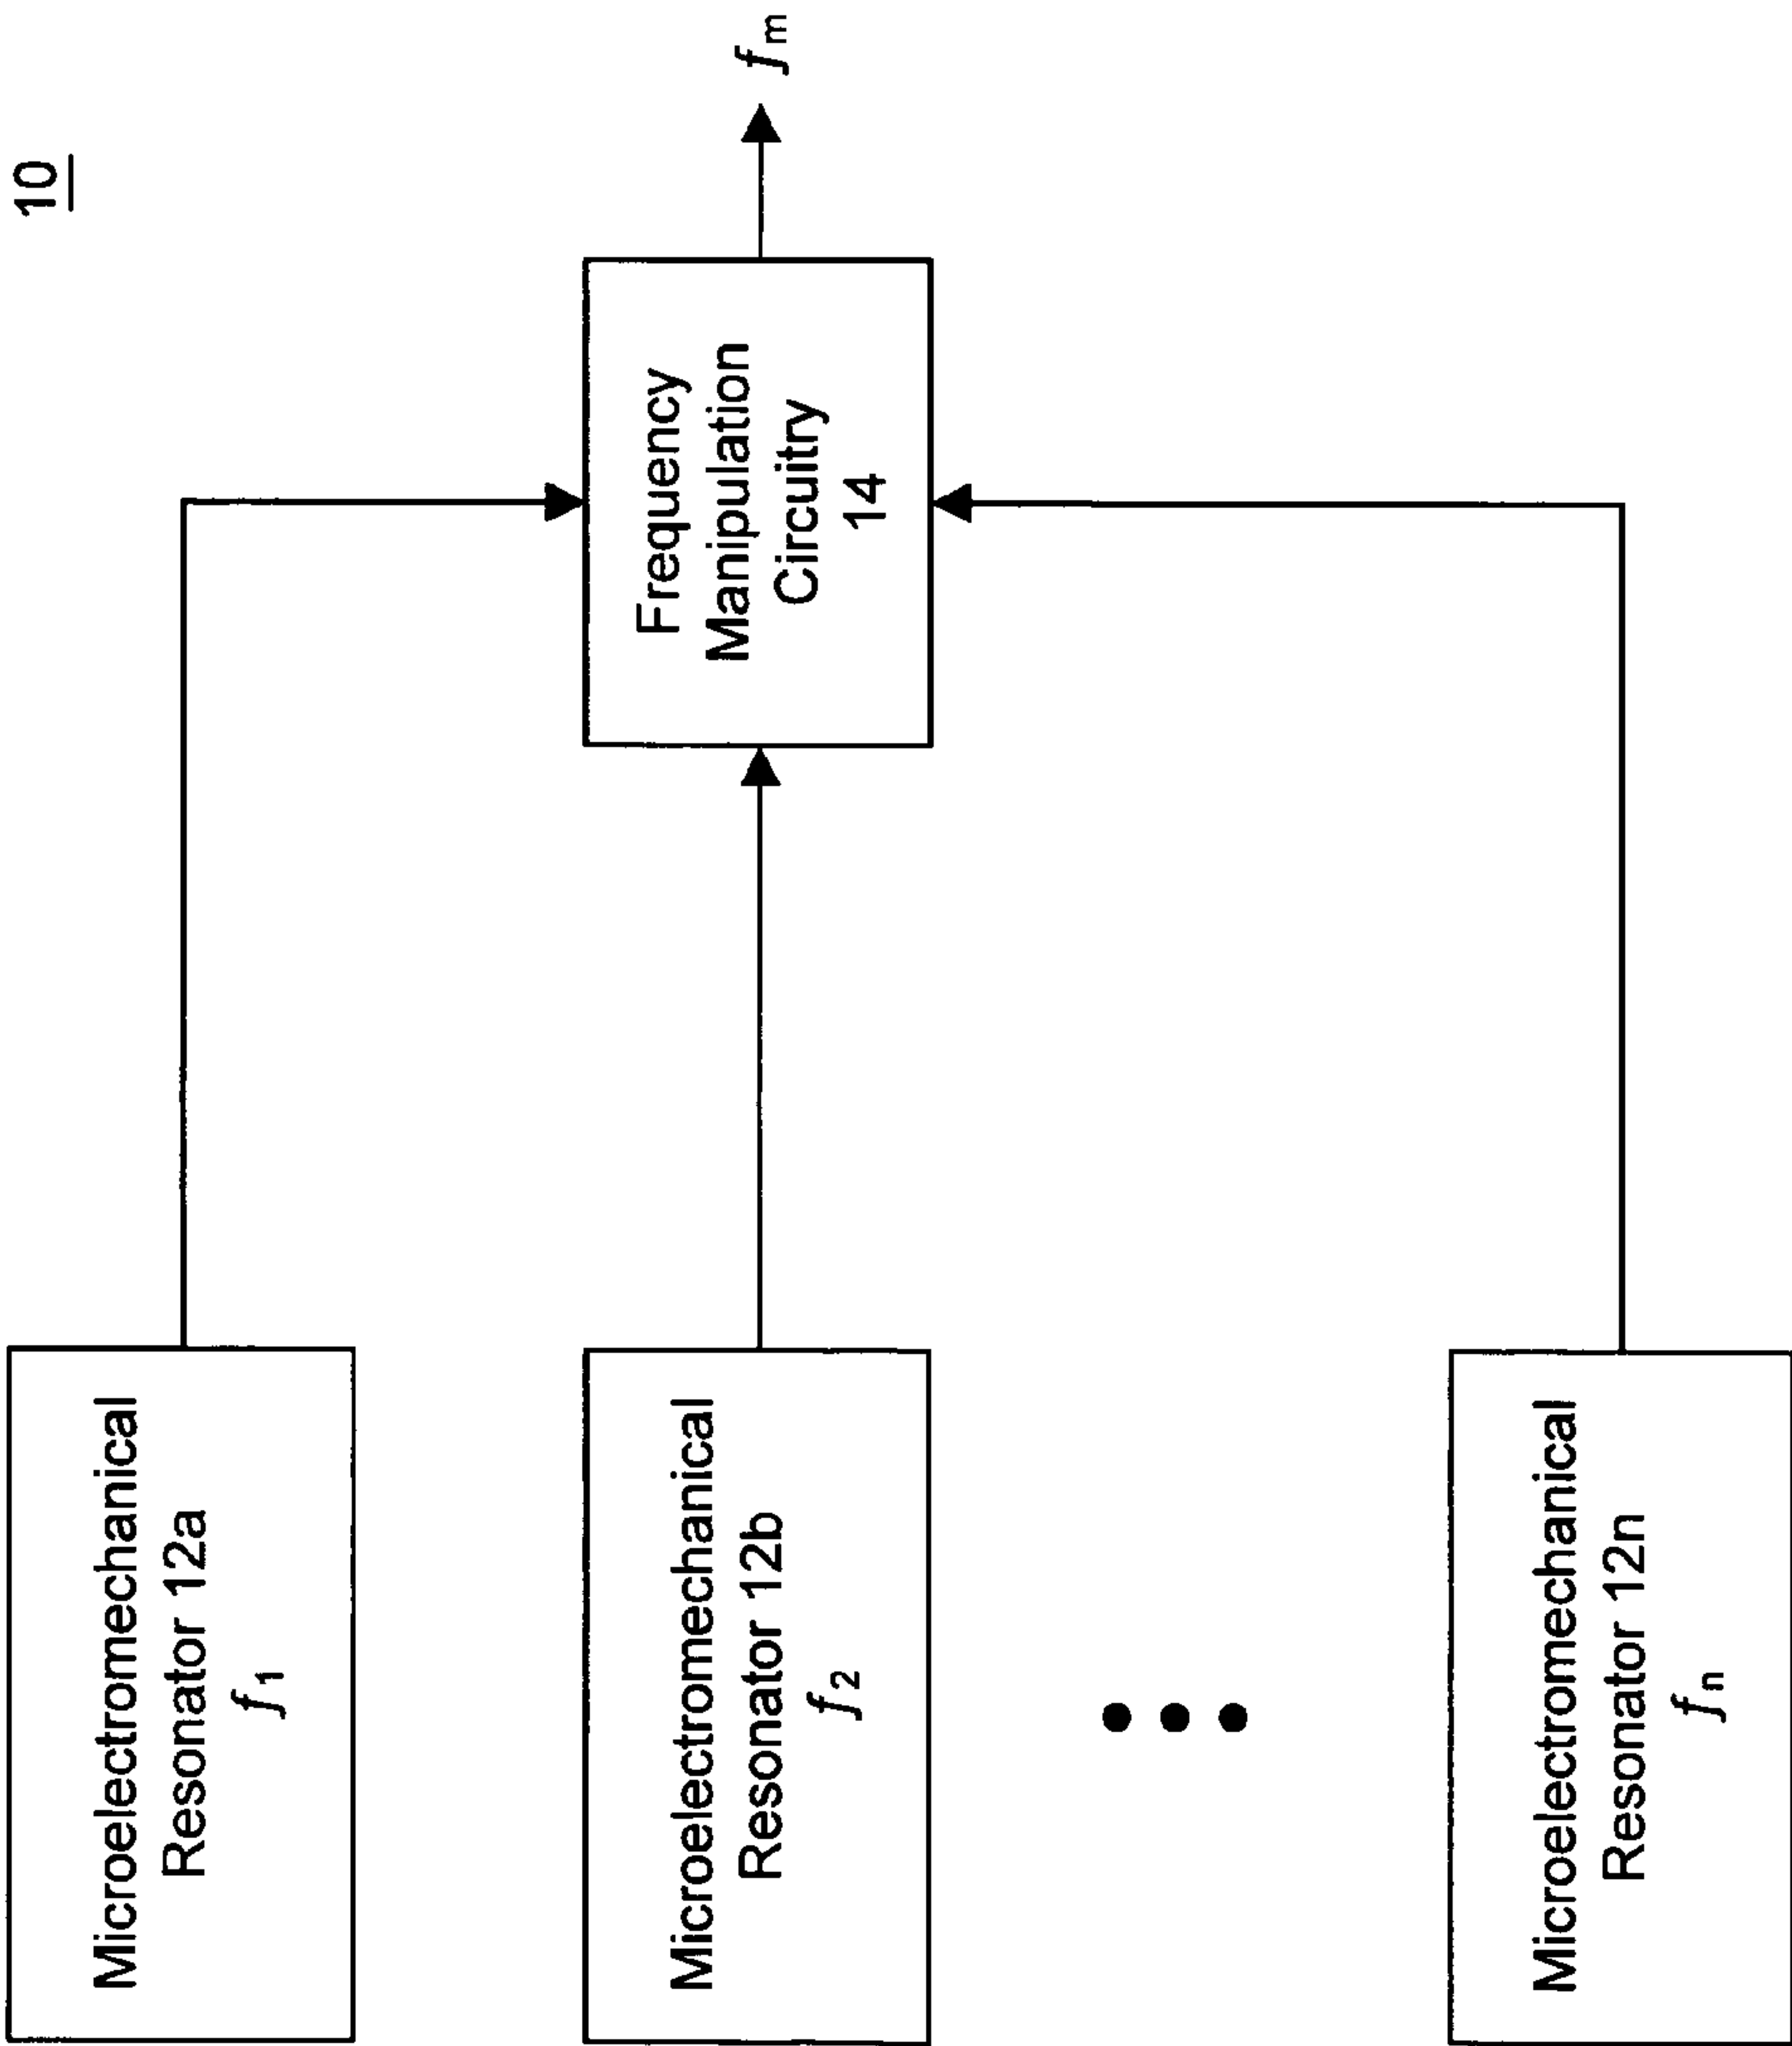 10
Microelectromechanical
Resonator 12a
f1
Microelectromechanical
Resonator 12b
f2
Frequency
Manipulation
Circuitry
14
fm
Microelectromechanical
Resonator 12n
fn